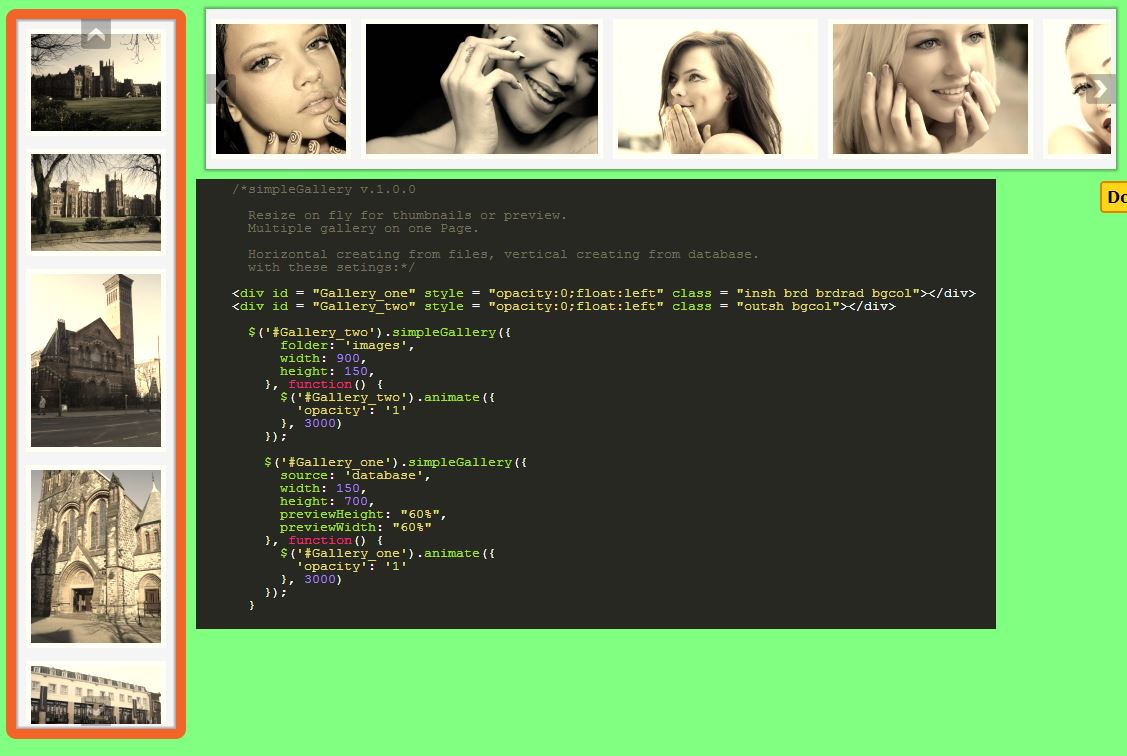 /*simpleGallery v.1.0.0
Resize on fly for thumbnails or preview.
Multiple gallery on one Page.
Horizontal creating from files, vertical creating from database.
with these setings:*/
<div id = "Gallery_one" style = "opacity:0;float:left" class = "insh brd brdrad bgcol"></div>
<div id = "Gallery_two" style = "opacity:0;float:left" class = "outsh bgcol"></div>
$('#Gallery_two').simpleGallery({
folder: 'images',
width: 900,
height: 150,
}, function() {
$('#Gallery_two').animate({
'opacity': '1'
}, 3000)
});
$('#Gallery_one').simpleGallery({
source: 'database',
width: 150,
height: 700,
previewHeight: "60%",
previewWidth: "60%"
}, function() {
$('#Gallery_one').animate({
'opacity': '1'
}, 3000)
});
}